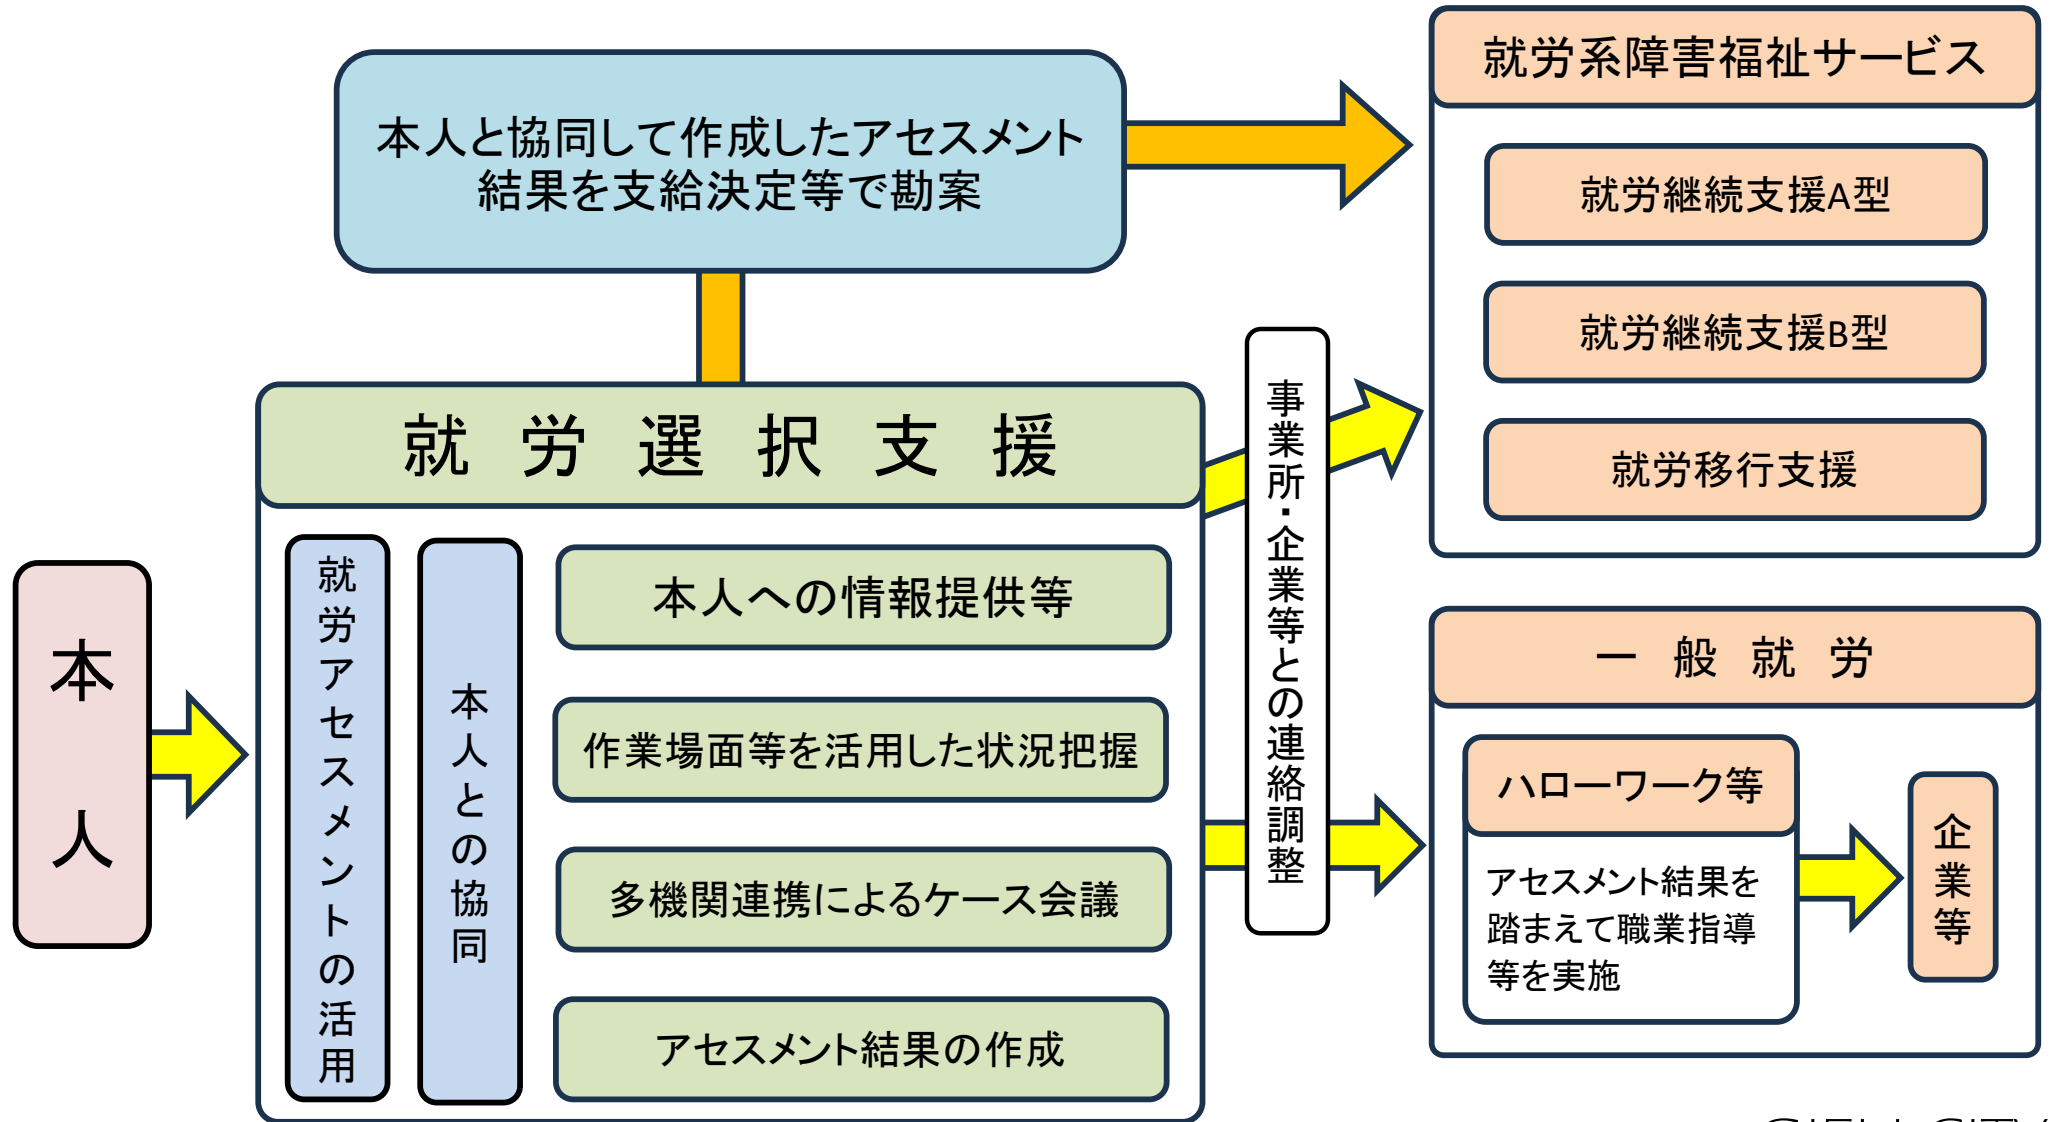 本人
本人と協同して作成したアセスメント
結果を支給決定等で勘案
就労選択支援
就労アセスメントの活用
本人との協同
本人への情報提供等
作業場面等を活用した状況把握
多機関連携によるケース会議
アセスメント結果の作成
事業所・企業等との連絡調整
就労系障害福祉サービス
就労継続支援A型
就労継続支援B型
就労移行支援
一般就労
ハローワーク等
アセスメント結果を
踏まえて職業指導
等を実施
企業等